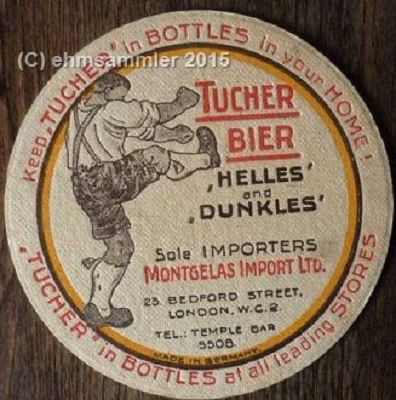 (C) ehmsammler 2015
Keep „TUCHER” in BOTTLES in your HOME!
TUCHER
BIER
‚HELLES’
and
‚DUNKLES’
Sole IMPORTERS
MONTGELAS IMPORT LTD.
23, BEDFORD STREET,
LONDON, W.C.2.
TEL.: TEMPLE BAR
5508.
MADE IN GERMANY.
„TUCHER” in BOTTLES at all leading STORES